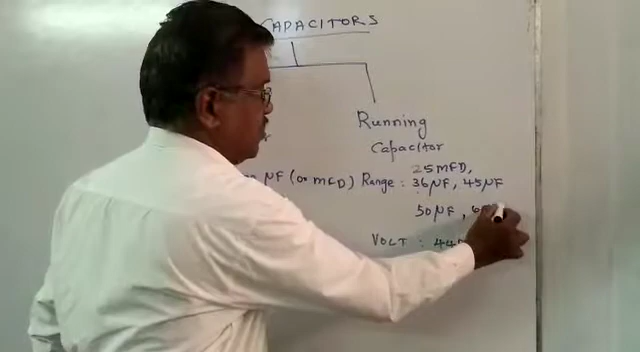 CAPACITORS
Running
Capacitor
25MFD,
µF (or MFD) Range : 36µF, 45µF
50µF,
VOLT :